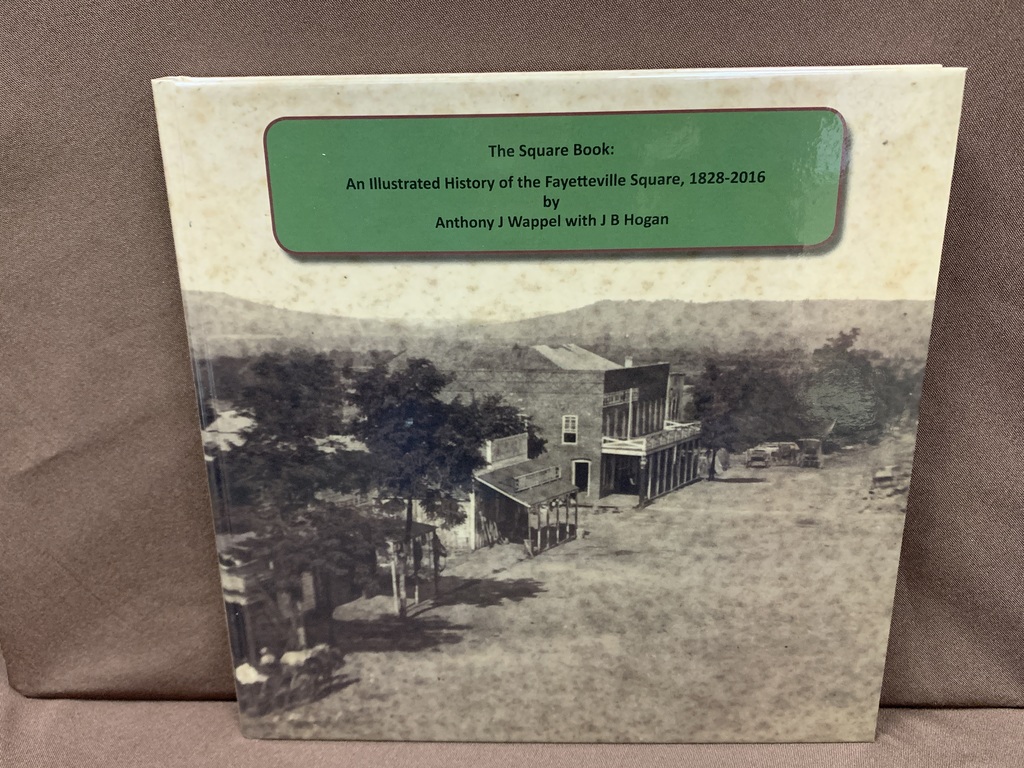 The Square Book:
An Illustrated History of the Fayetteville Square, 1828-2016
by
Anthony J Wappel with J B Hogan